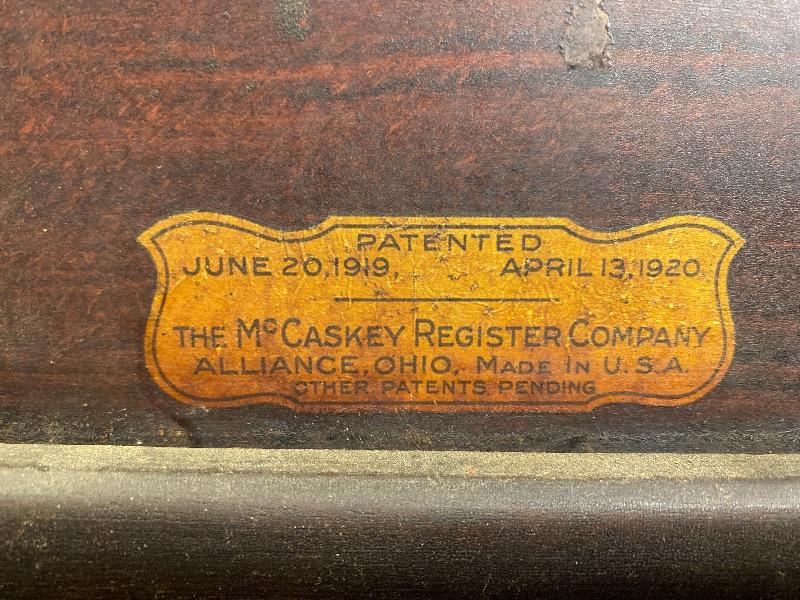 PATENTED
JUNE 20, 1919, APRIL 13, 1920
THE McCASKEY REGISTER COMPANY
ALLIANCE, OHIO, MADE IN U.S.A.
OTHER PATENTS PENDING